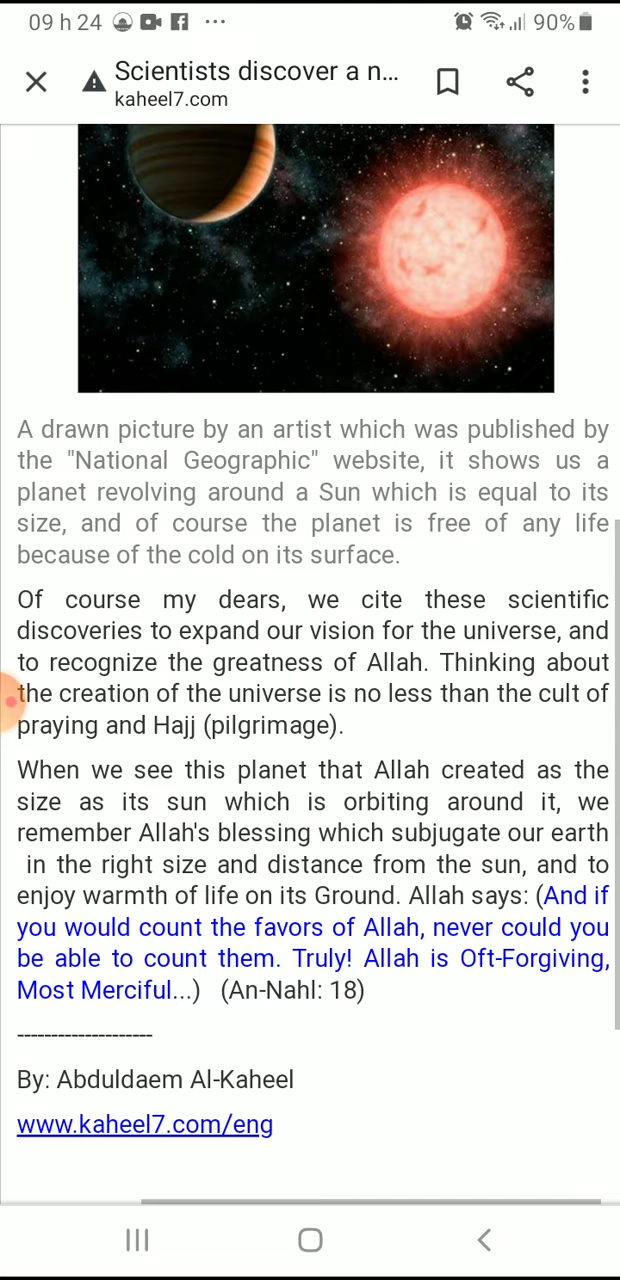 09 h 24 ... 90%
Scientists discover a n...
kaheel7.com
A drawn picture by an artist which was published by
the "National Geographic" website, it shows us a
planet revolving around a Sun which is equal to its
size, and of course the planet is free of any life
because of the cold on its surface.
Of course my dears, we cite these scientific
discoveries to expand our vision for the universe, and
to recognize the greatness of Allah. Thinking about
the creation of the universe is no less than the cult of
praying and Hajj (pilgrimage).
When we see this planet that Allah created as the
size as its sun which is orbiting around it, we
remember Allah's blessing which subjugate our earth
in the right size and distance from the sun, and to
enjoy warmth of life on its Ground. Allah says: (And if
you would count the favors of Allah, never could you
be able to count them. Truly! Allah is Oft-Forgiving,
Most Merciful...) (An-Nahl: 18)
--------------------
By: Abduldaem Al-Kaheel
www.kaheel7.com/eng